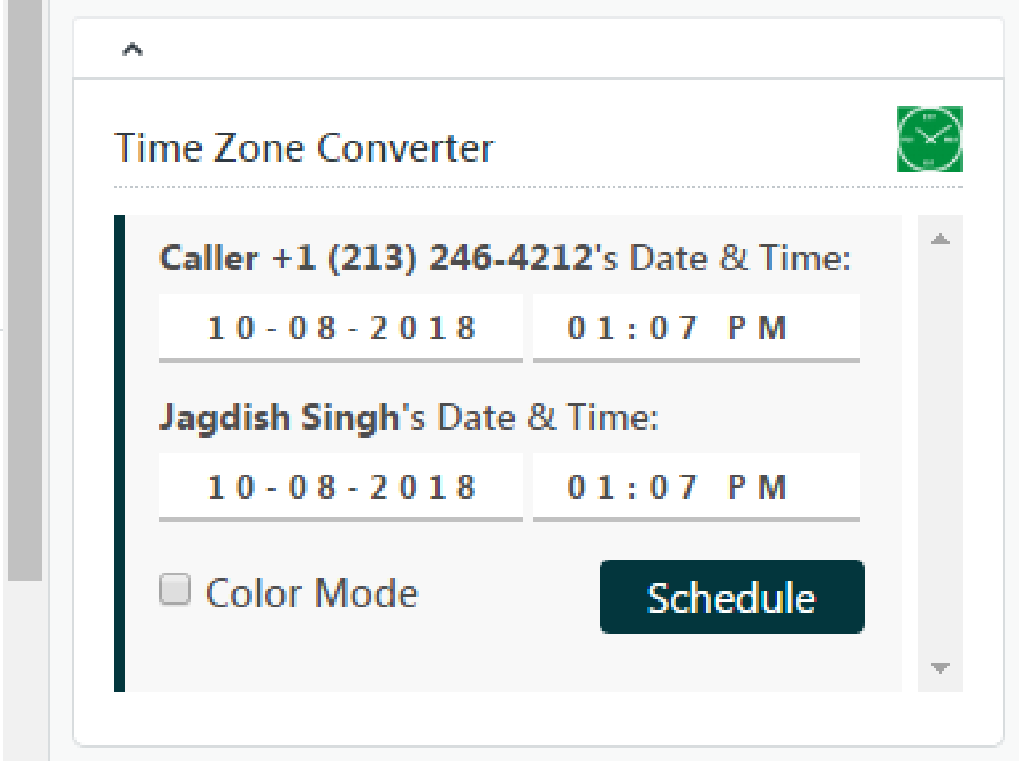 Time Zone Converter
Caller +1 (213) 246-4212's Date & Time:
10-08-2018 01:07 PM
Jagdish Singh's Date & Time:
10-08-2018 01:07 PM
Color Mode Schedule